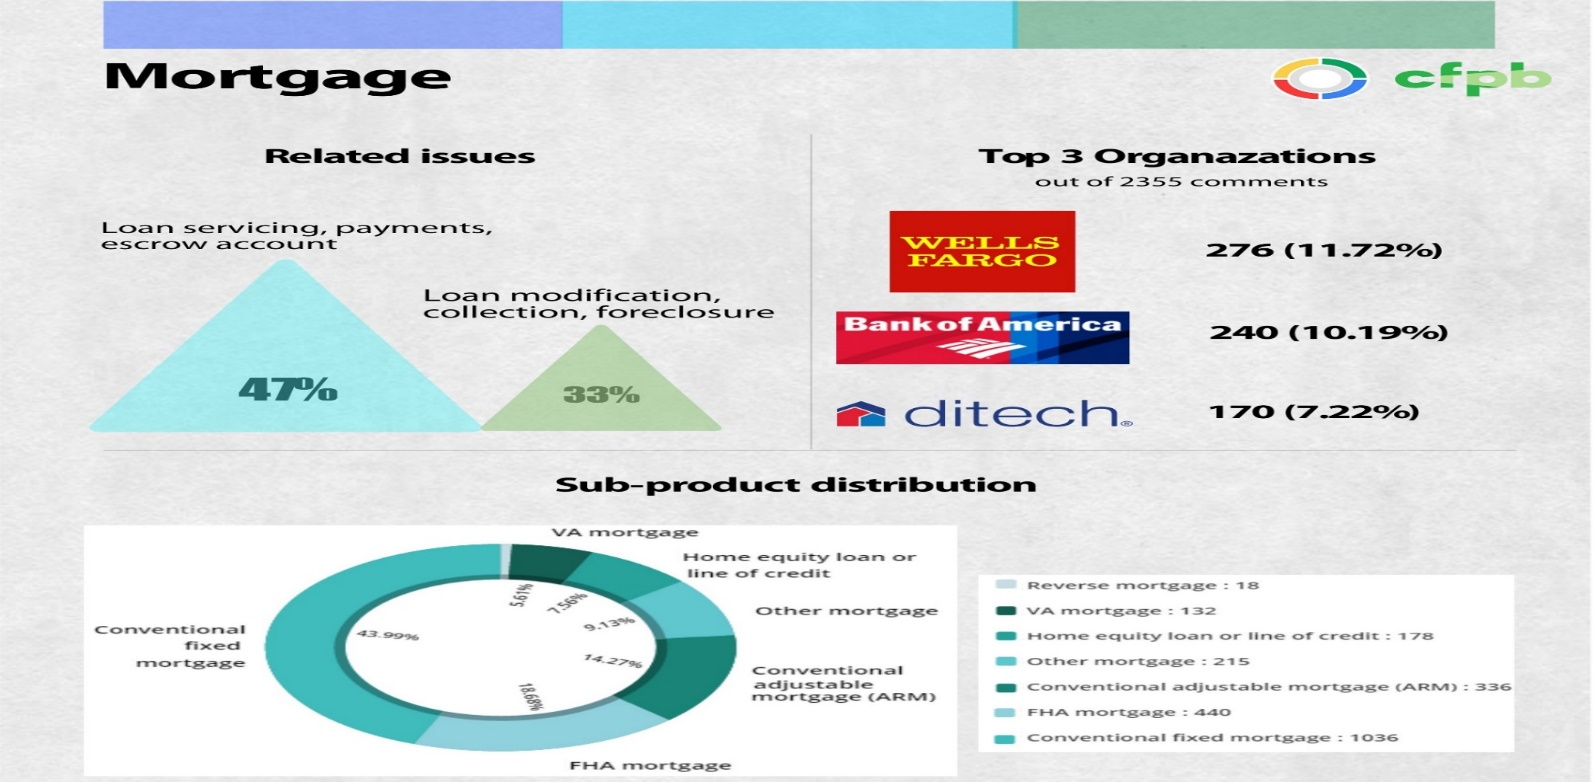 Mortgage
cfpb
Related issues
Loan servicing, payments,
escrow account
47%
Loan modification,
collection, foreclosure
33%
Top 3 Organazations
out of 2355 comments
WELLS
FARGO
276 (11.72%)
Bank of America
240 (10.19%)
ditech®
170 (7.22%)
Sub-product distribution
VA mortgage
Home equity loan or
line of credit
Other mortgage
Conventional
adjustable
mortgage (ARM)
FHA mortgage
Conventional
fixed
mortgage
5.61%
7.56%
9.13%
14.27%
18.68%
43.99%
Reverse mortgage : 18
VA mortgage : 132
Home equity loan or line of credit : 178
Other mortgage : 215
Conventional adjustable mortgage (ARM) : 336
FHA mortgage : 440
Conventional fixed mortgage : 1036